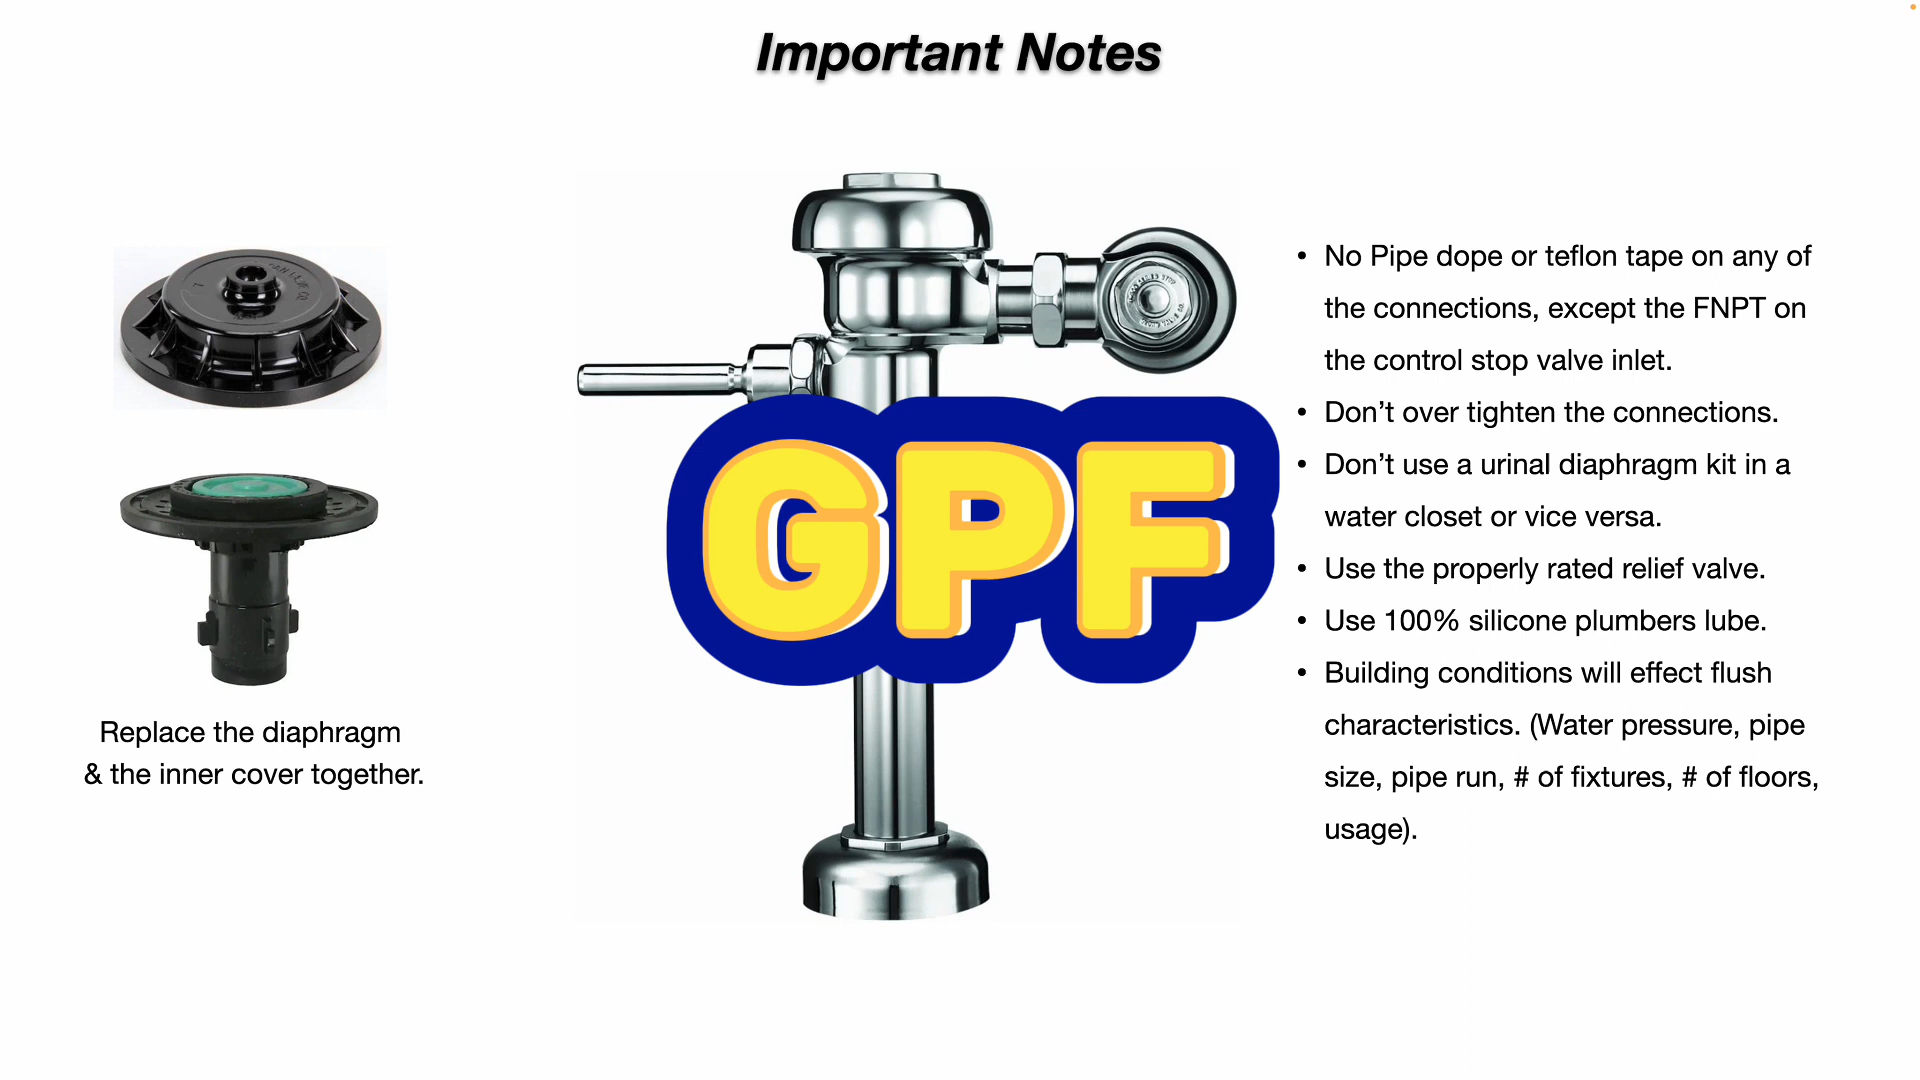 Important Notes
Replace the diaphragm
& the inner cover together.
GPF
• No Pipe dope or teflon tape on any of
the connections, except the FNPT on
the control stop valve inlet.
• Don’t over tighten the connections.
• Don’t use a urinal diaphragm kit in a
water closet or vice versa.
• Use the properly rated relief valve.
• Use 100% silicone plumbers lube.
• Building conditions will effect flush
characteristics. (Water pressure, pipe
size, pipe run, # of fixtures, # of floors,
usage).